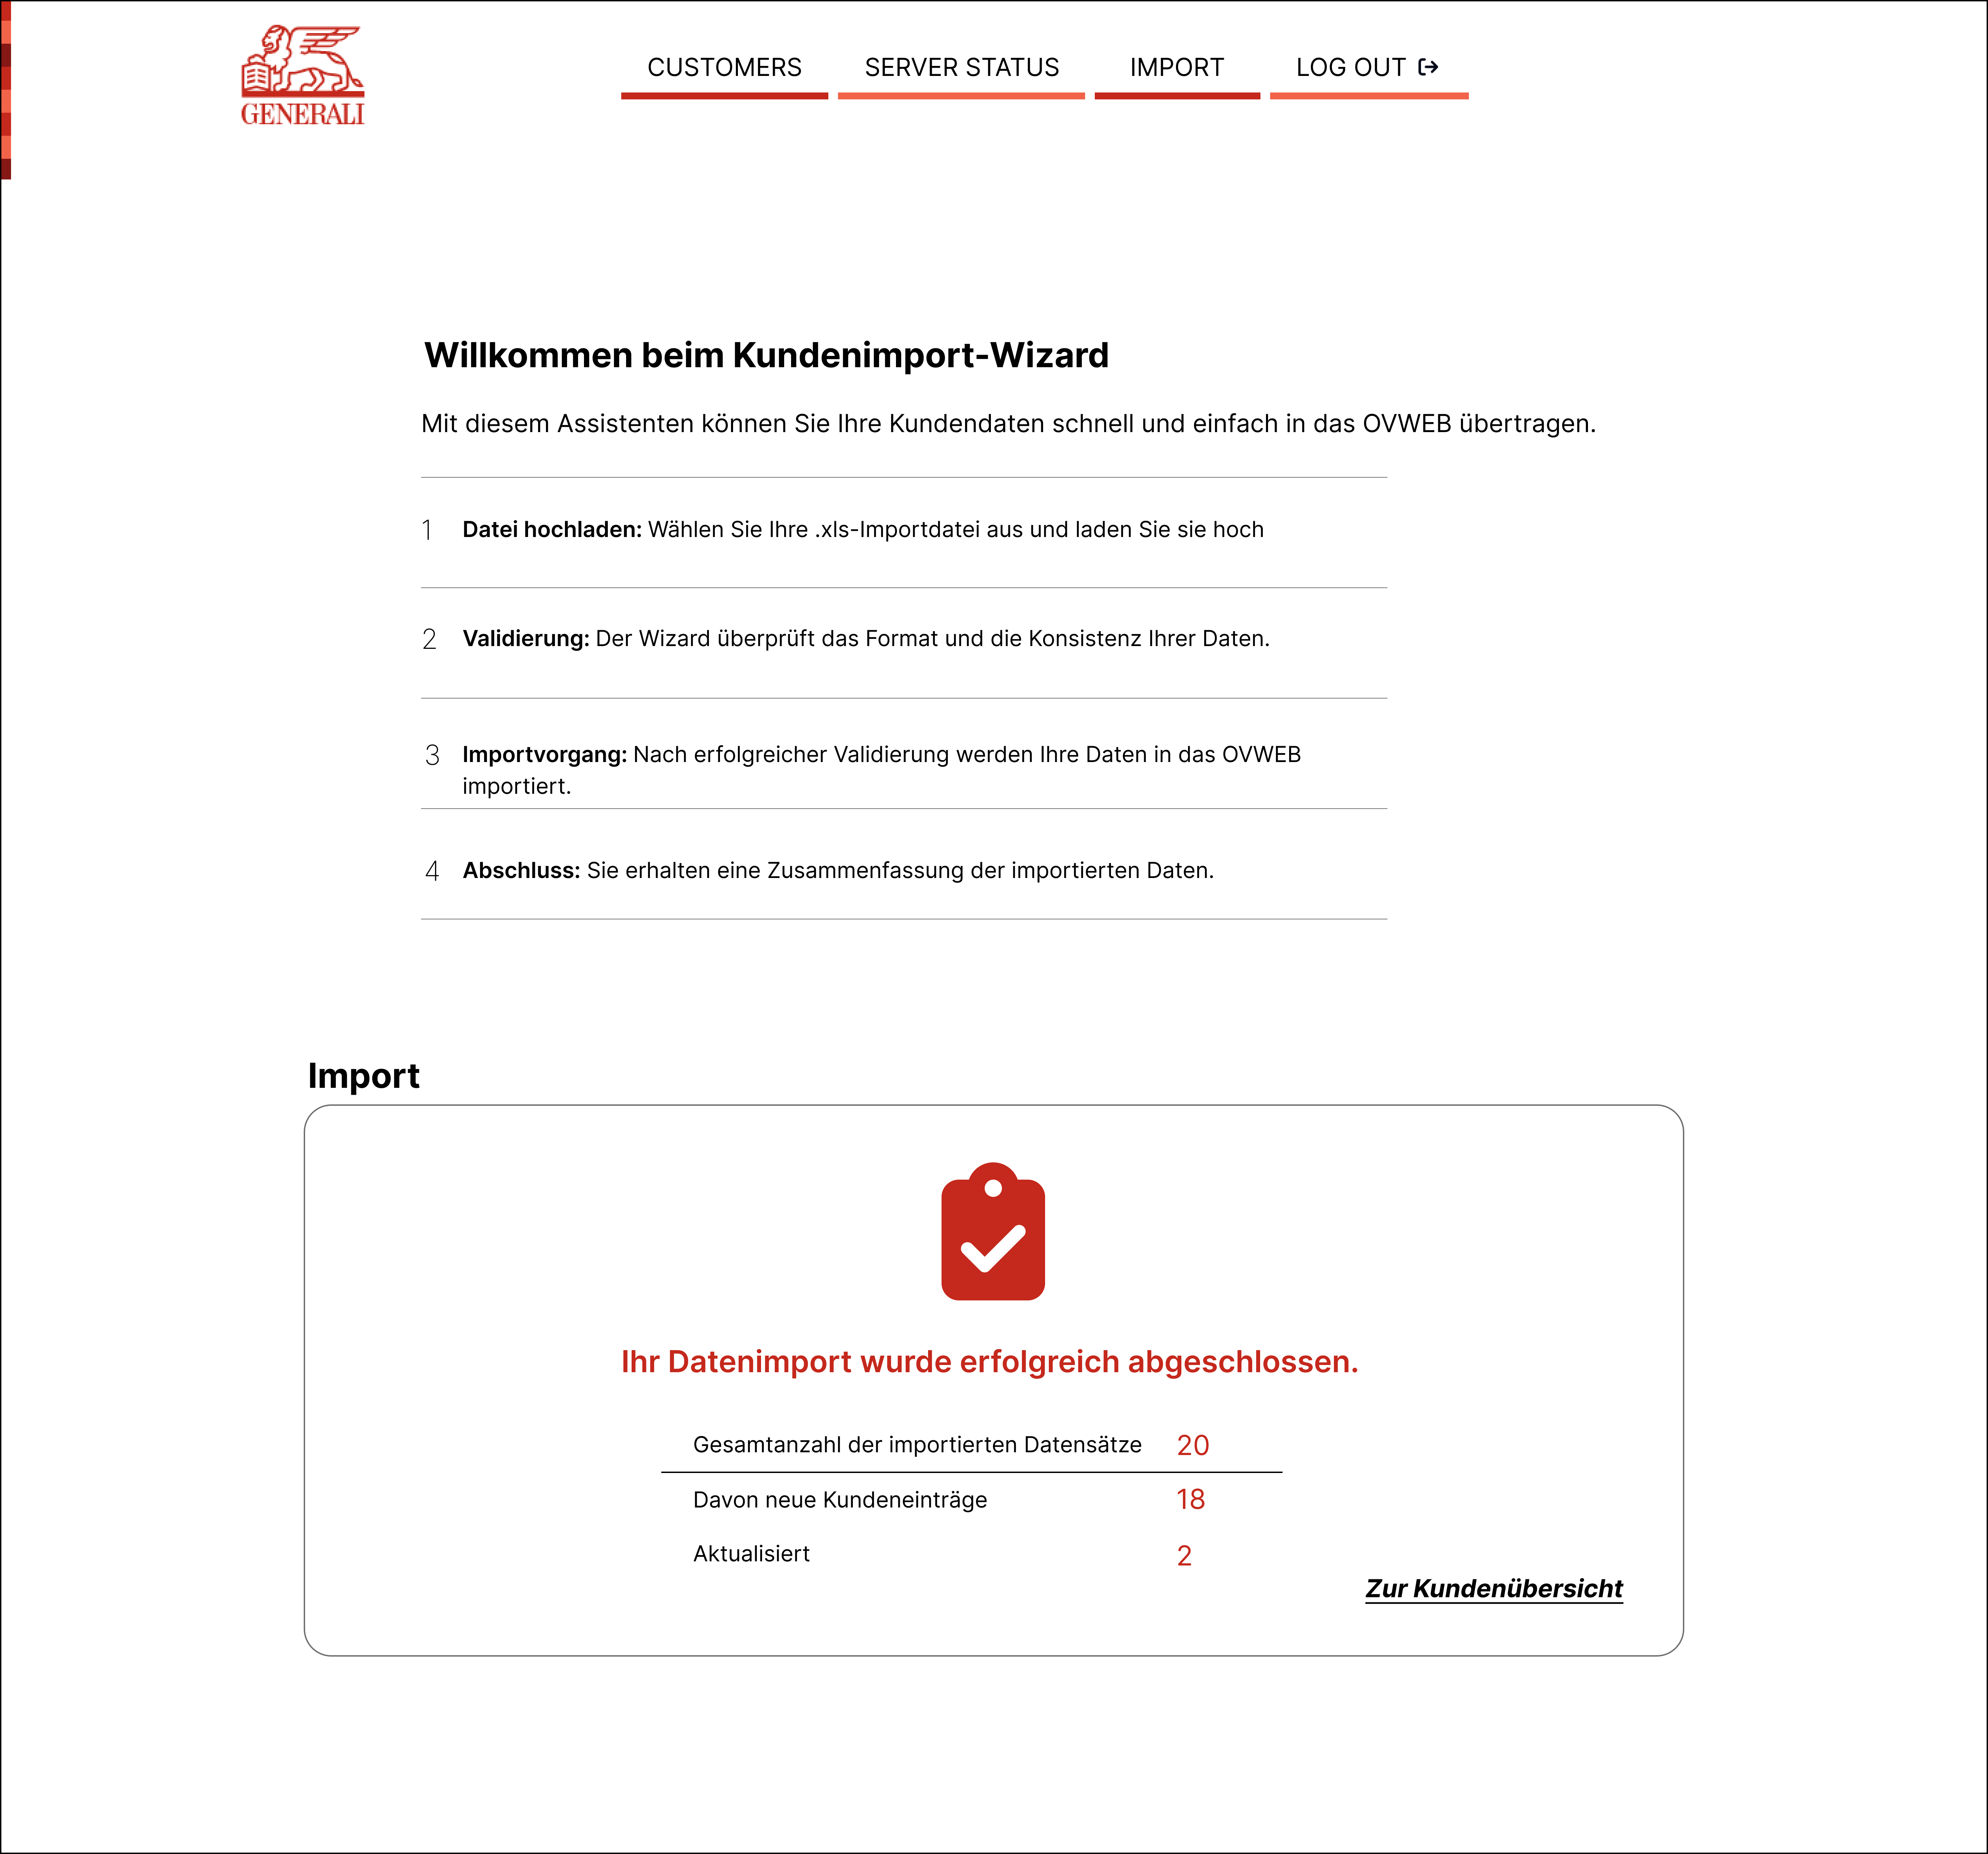 GENERALI
CUSTOMERS
SERVER STATUS
IMPORT
LOG OUT
Willkommen beim Kundenimport-Wizard
Mit diesem Assistenten können Sie Ihre Kundendaten schnell und einfach in das OVWEB übertragen.
1 Datei hochladen: Wählen Sie Ihre .xls-Importdatei aus und laden Sie sie hoch
2 Validierung: Der Wizard überprüft das Format und die Konsistenz Ihrer Daten.
3 Importvorgang: Nach erfolgreicher Validierung werden Ihre Daten in das OVWEB
importiert.
4 Abschluss: Sie erhalten eine Zusammenfassung der importierten Daten.
Import
Ihr Datenimport wurde erfolgreich abgeschlossen.
Gesamtanzahl der importierten Datensätze 20
Davon neue Kundeneinträge 18
Aktualisiert 2
Zur Kundenübersicht